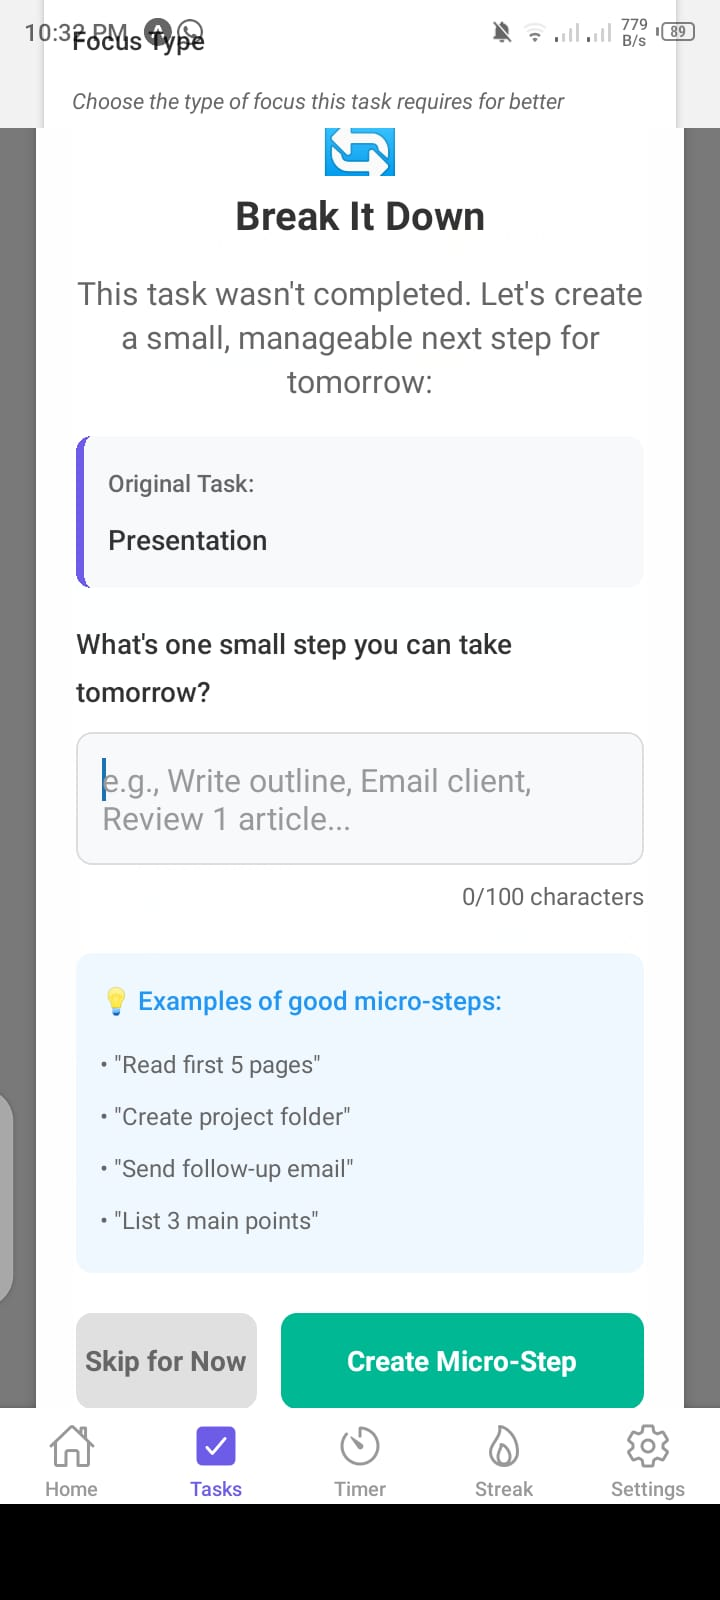 10:32 PM
779
B/s
89
Focus Type
Choose the type of focus this task requires for better
Break It Down
This task wasn't completed. Let's create
a small, manageable next step for
tomorrow:
Original Task:
Presentation
What's one small step you can take
tomorrow?
e.g., Write outline, Email client,
Review 1 article...
0/100 characters
💡 Examples of good micro-steps:
• "Read first 5 pages"
• "Create project folder"
• "Send follow-up email"
• "List 3 main points"
Skip for Now
Create Micro-Step
Home
Tasks
Timer
Streak
Settings